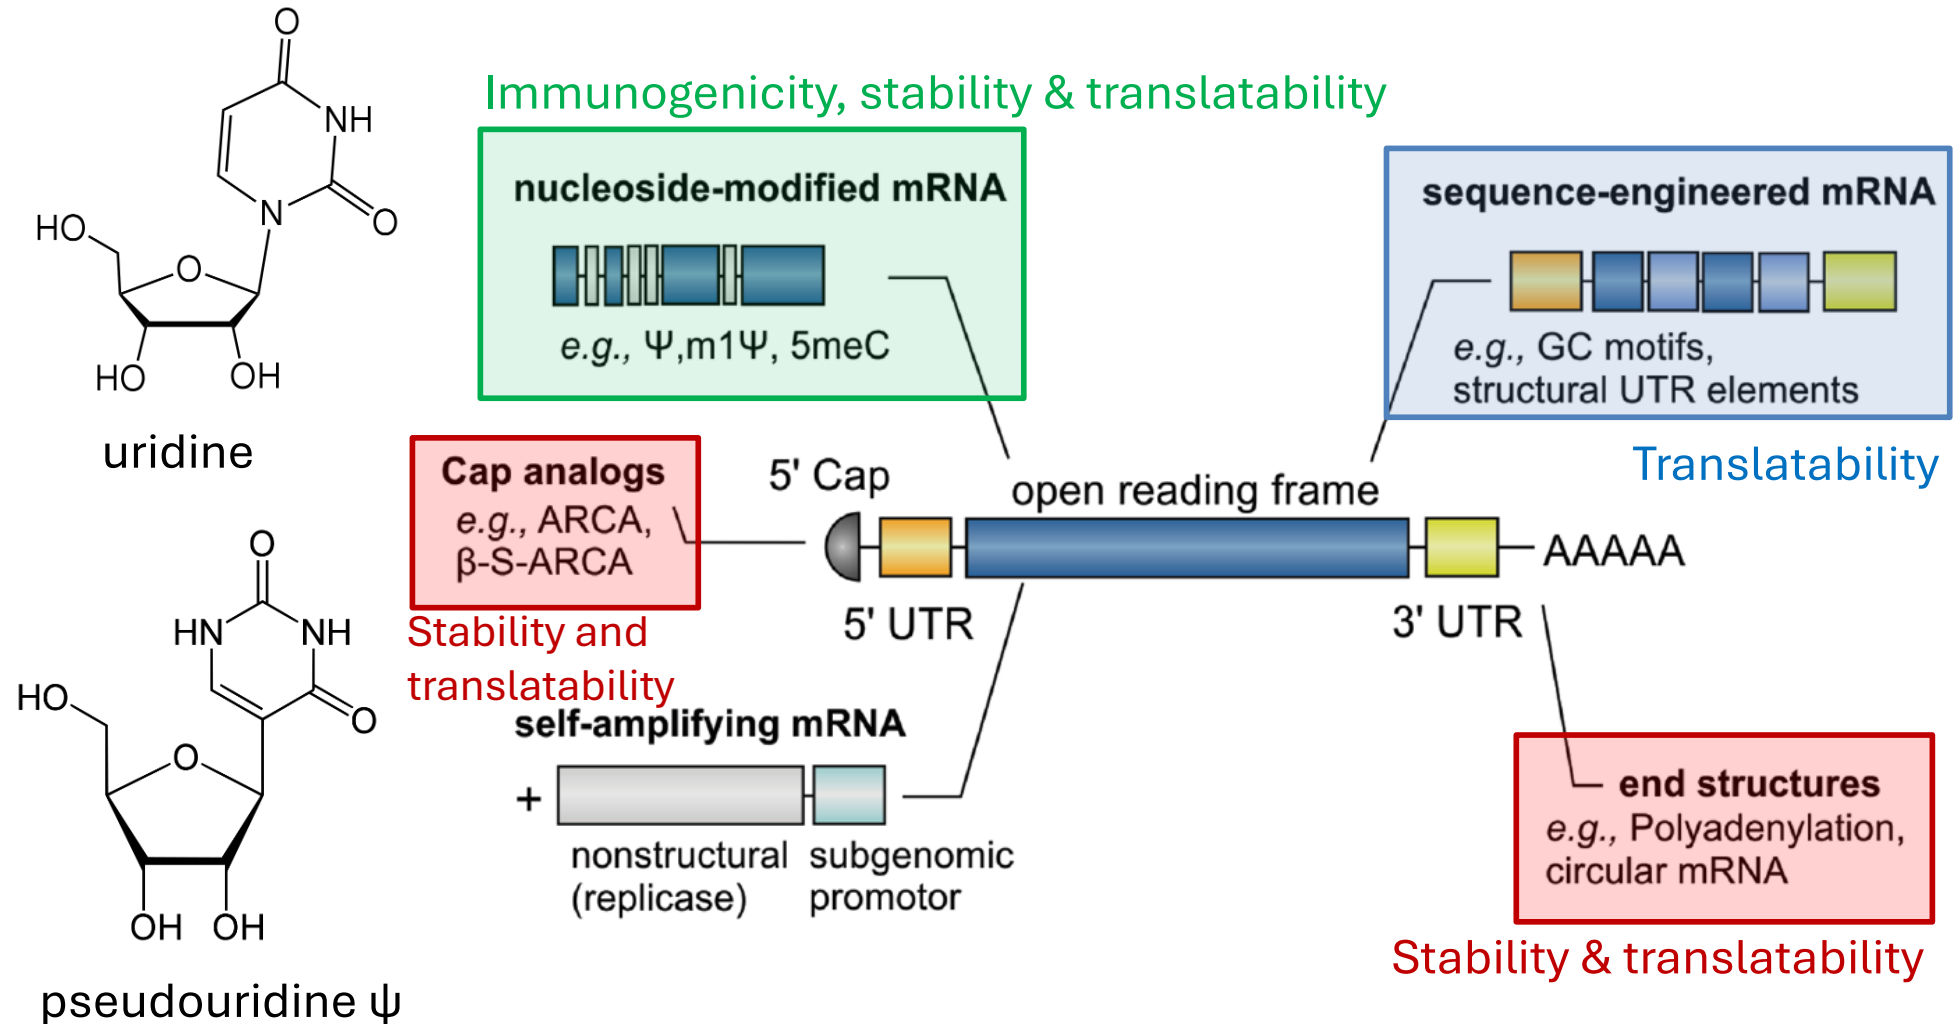 O
NH
N
O
HO
O
HO
OH
uridine
O
HN
NH
O
HO
O
OH
OH
pseudouridine ψ
Immunogenicity, stability & translatability
nucleoside-modified mRNA
e.g., Ψ,m1Ψ, 5meC
sequence-engineered mRNA
e.g., GC motifs,
structural UTR elements
Translatability
Cap analogs
e.g., ARCA,
β-S-ARCA
Stability and
translatability
5' Cap
open reading frame
AAAAA
5' UTR
3' UTR
self-amplifying mRNA
+
nonstructural
(replicase)
subgenomic
promotor
end structures
e.g., Polyadenylation,
circular mRNA
Stability & translatability